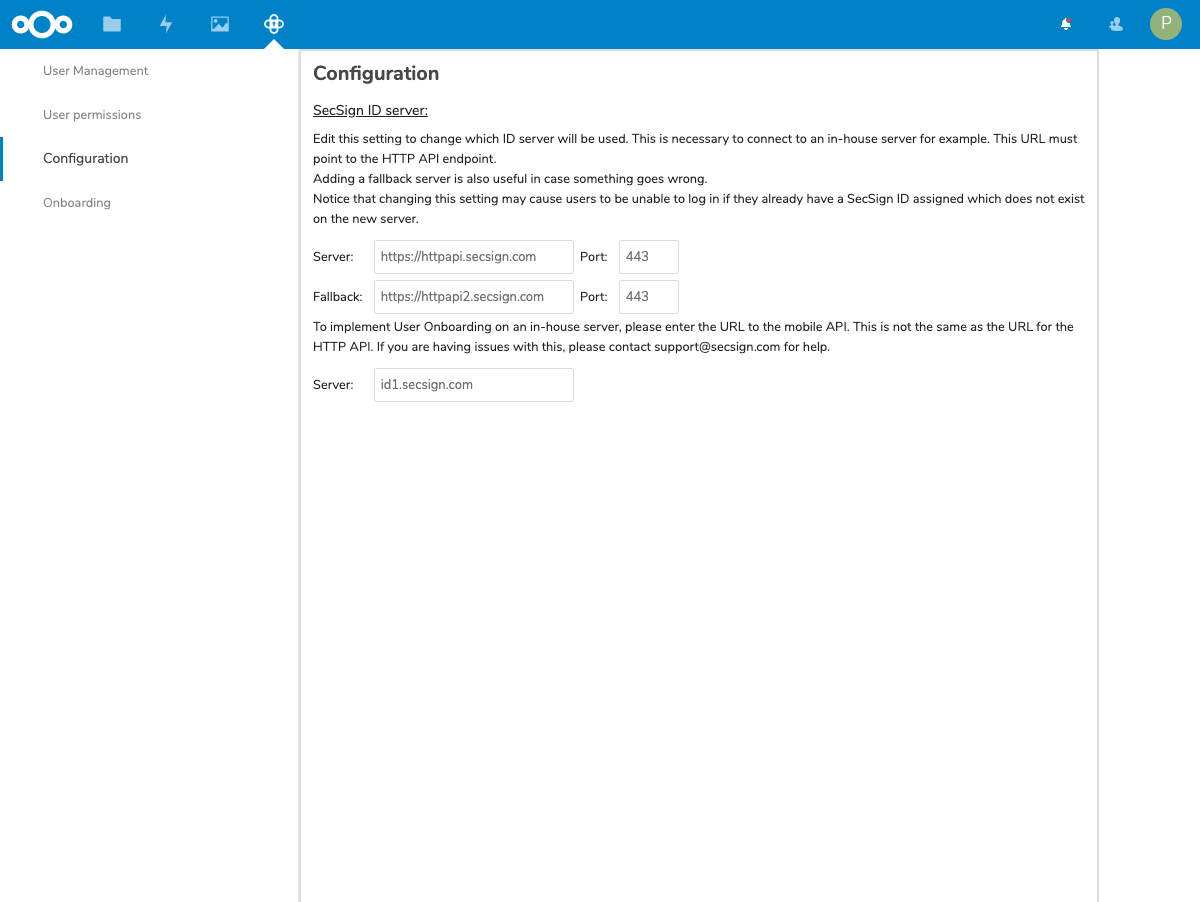 P
User Management
User permissions
Configuration
Onboarding
Configuration
SecSign ID server:
Edit this setting to change which ID server will be used. This is necessary to connect to an in-house server for example. This URL must
point to the HTTP API endpoint.
Adding a fallback server is also useful in case something goes wrong.
Notice that changing this setting may cause users to be unable to log in if they already have a SecSign ID assigned which does not exist
on the new server.
Server: https://httpapi.secsign.com Port: 443
Fallback: https://httpapi2.secsign.com Port: 443
To implement User Onboarding on an in-house server, please enter the URL to the mobile API. This is not the same as the URL for the
HTTP API. If you are having issues with this, please contact support@secsign.com for help.
Server: id1.secsign.com